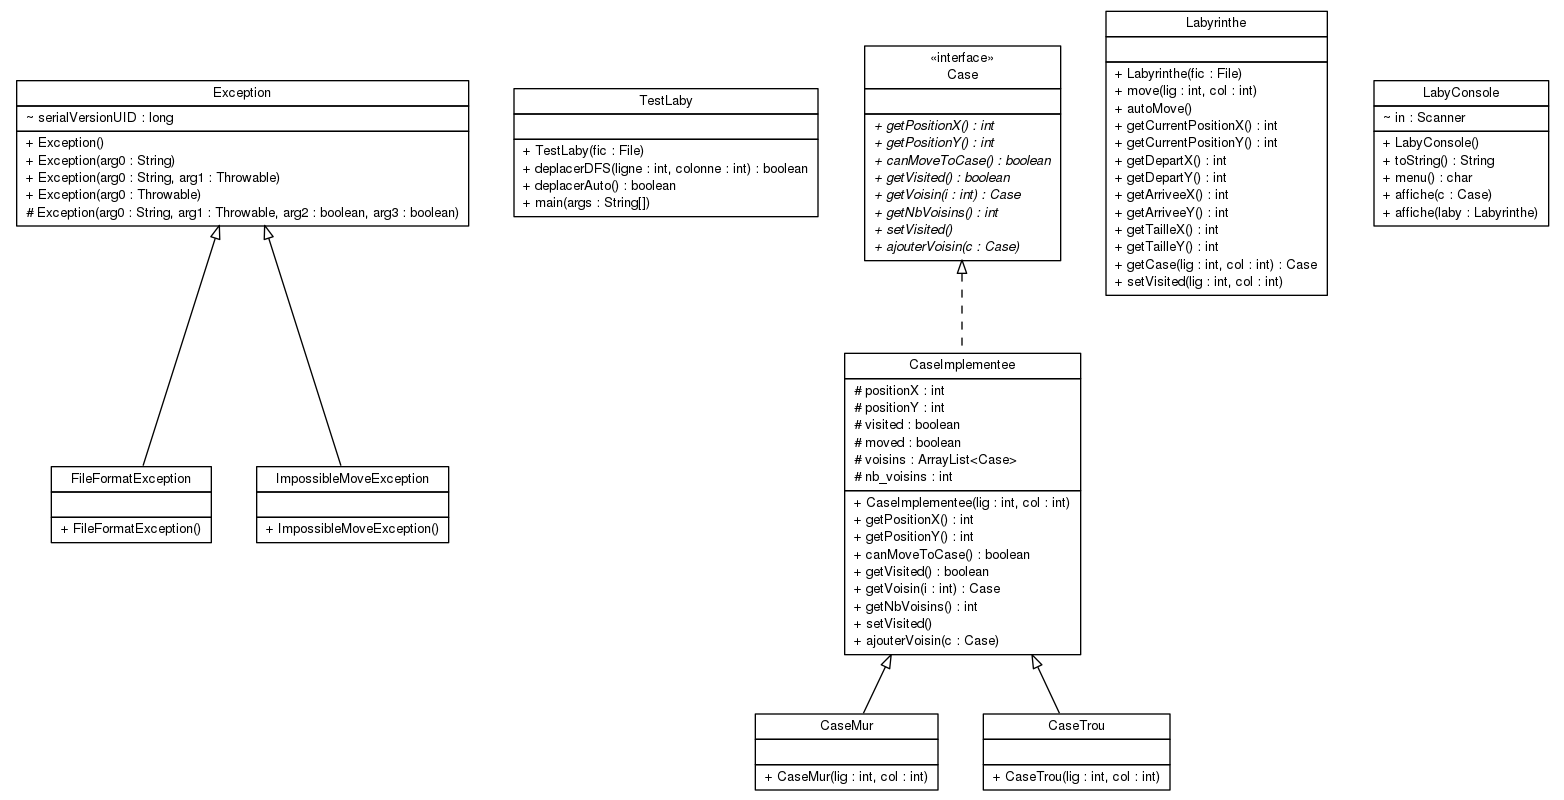 Exception
~ serialVersionUID : long
+ Exception()
+ Exception(arg0 : String)
+ Exception(arg0 : String, arg1 : Throwable)
+ Exception(arg0 : Throwable)
# Exception(arg0 : String, arg1 : Throwable, arg2 : boolean, arg3 : boolean)
TestLaby
+ TestLaby(fic : File)
+ deplacerDFS(ligne : int, colonne : int) : boolean
+ deplacerAuto() : boolean
+ main(args : String[])
«interface»
Case
+ getPositionX() : int
+ getPositionY() : int
+ canMoveToCase() : boolean
+ getVisited() : boolean
+ getVoisin(i : int) : Case
+ getNbVoisins() : int
+ setVisited()
+ ajouterVoisin(c : Case)
Labyrinthe
+ Labyrinthe(fic : File)
+ move(lig : int, col : int)
+ autoMove()
+ getCurrentPositionX() : int
+ getCurrentPositionY() : int
+ getDepartX() : int
+ getDepartY() : int
+ getArriveeX() : int
+ getArriveeY() : int
+ getTailleX() : int
+ getTailleY() : int
+ getCase(lig : int, col : int) : Case
+ setVisited(lig : int, col : int)
LabyConsole
~ in : Scanner
+ LabyConsole()
+ toString() : String
+ menu() : char
+ affiche(c : Case)
+ affiche(laby : Labyrinthe)
FileFormatException
+ FileFormatException()
ImpossibleMoveException
+ ImpossibleMoveException()
CaseImplementee
# positionX : int
# positionY : int
# visited : boolean
# moved : boolean
# voisins : ArrayList<Case>
# nb_voisins : int
+ CaseImplementee(lig : int, col : int)
+ getPositionX() : int
+ getPositionY() : int
+ canMoveToCase() : boolean
+ getVisited() : boolean
+ getVoisin(i : int) : Case
+ getNbVoisins() : int
+ setVisited()
+ ajouterVoisin(c : Case)
CaseMur
+ CaseMur(lig : int, col : int)
CaseTrou
+ CaseTrou(lig : int, col : int)